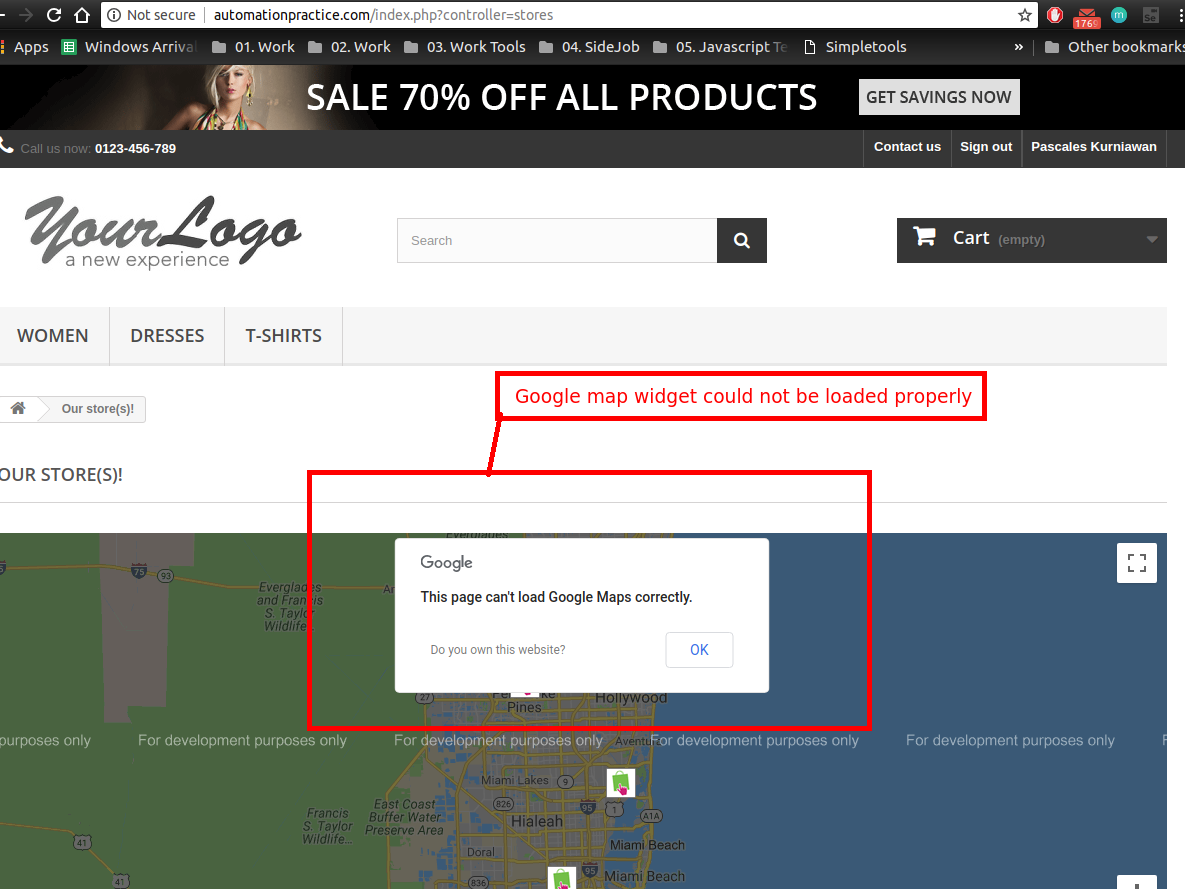 Not secure automationpractice.com/index.php?controller=stores
1769 m Se
Apps Windows Arrival 01. Work 02. Work 03. Work Tools 04. SideJob 05. Javascript Te Simpletools » Other bookmarks
SALE 70% OFF ALL PRODUCTS GET SAVINGS NOW
Call us now: 0123-456-789 Contact us Sign out Pascales Kurniawan
YourLogo
a new experience
Search
Cart (empty)
WOMEN DRESSES T-SHIRTS
Google map widget could not be loaded properly
Our store(s)!
OUR STORE(S)!
Everglades
75 93
Everglades
and Francis
S. Taylor
Wildlife...
Google
This page can't load Google Maps correctly.
Do you own this website? OK
27 Hollywood
Pines
purposes only For development purposes only For development purposes only For development purposes only For development purposes only
Aventura
Miami Lakes 9
826 95 1
Francis
S. Taylor
Wildlife...
East Coast
Buffer Water
Preserve Area
Hialeah A1A
41 Doral Miami Beach
41 836 95 Miami Beach